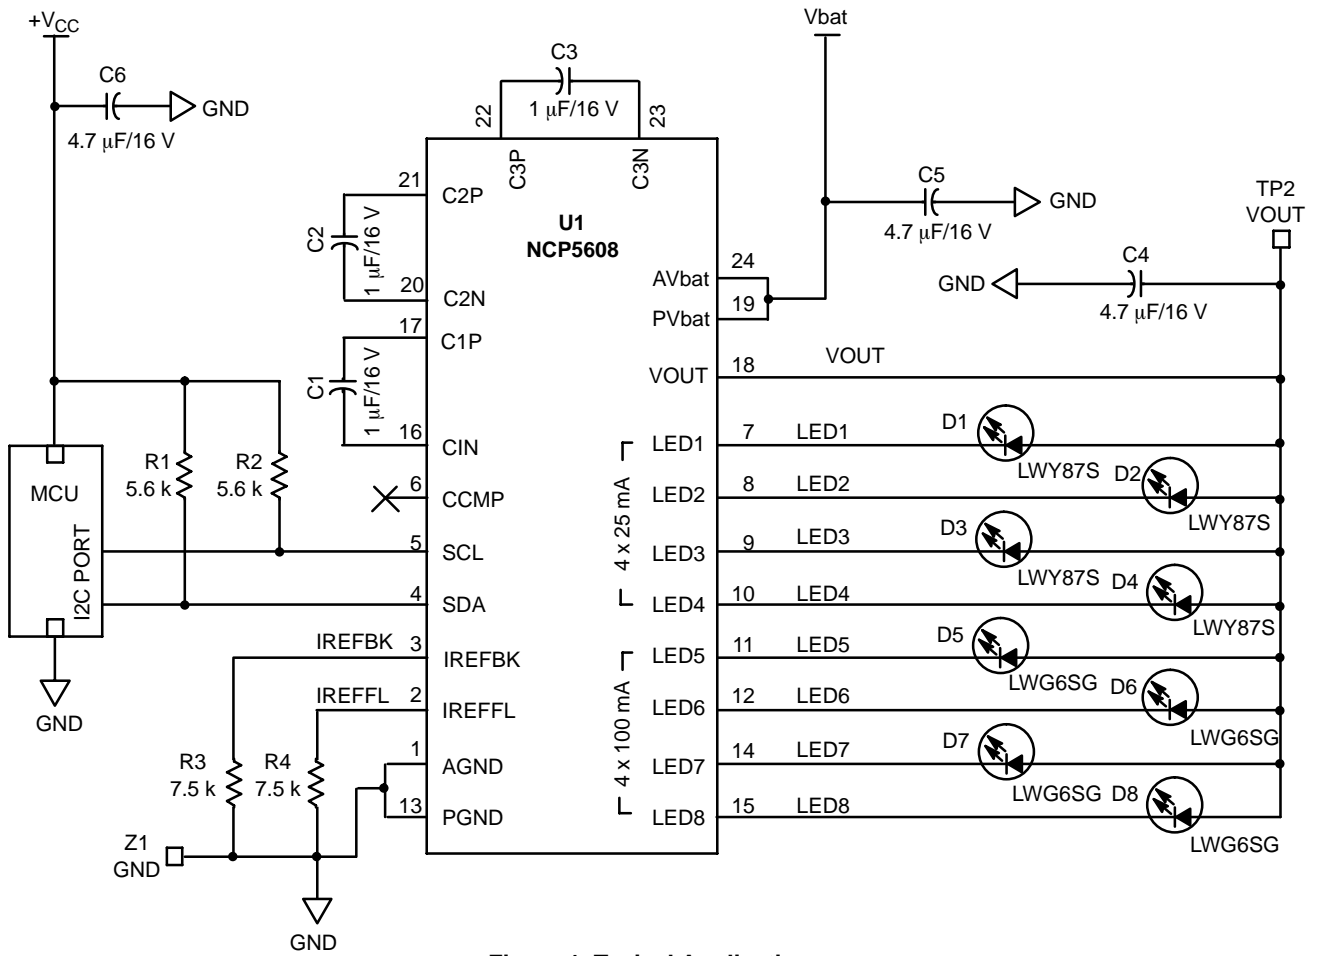 +VCC
Vbat
C6
GND
4.7 µF/16 V
C3
1 µF/16 V
22
23
C3P
C3N
21
C2P
C2
1 µF/16 V
20
C2N
17
C1P
C1
1 µF/16 V
16
CIN
U1
NCP5608
C5
GND
4.7 µF/16 V
TP2
VOUT
AVbat
24
PVbat
19
GND
C4
4.7 µF/16 V
VOUT
18
VOUT
MCU
I2C PORT
GND
R1
5.6 k
R2
5.6 k
6
CCMP
5
SCL
4
SDA
IREFBK
3
IREFBK
IREFFL
2
IREFFL
1
AGND
13
PGND
R3
7.5 k
R4
7.5 k
Z1
GND
GND
4 x 25 mA
4 x 100 mA
LED1
7
LED1
D1
LWY87S
LED2
8
LED2
D2
LWY87S
LED3
9
LED3
D3
LWY87S
LED4
10
LED4
D4
LWY87S
LED5
11
LED5
D5
LWG6SG
LED6
12
LED6
D6
LWG6SG
LED7
14
LED7
D7
LWG6SG
LED8
15
LED8
D8
LWG6SG